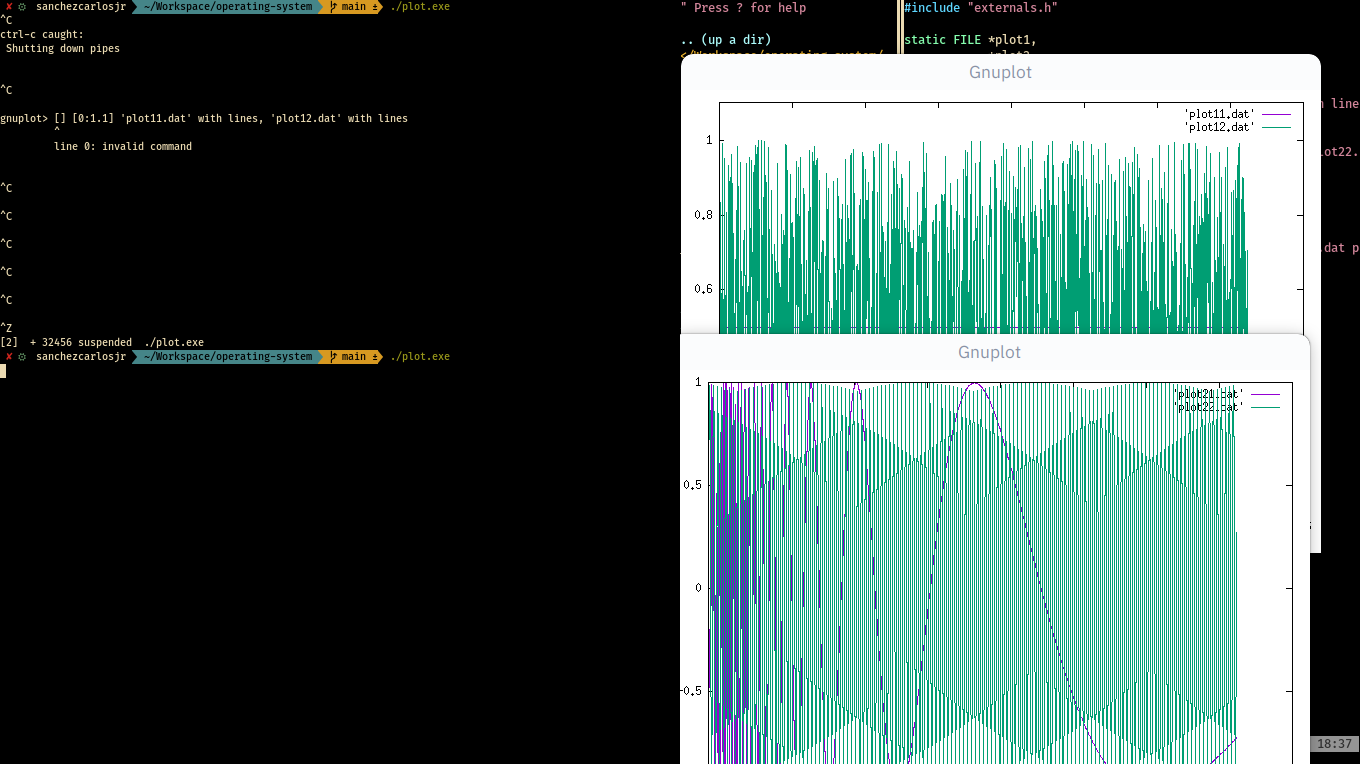 ✘ ⚙ sanchezcarlosjr ~/Workspace/operating-system main ± ./plot.exe
^C
ctrl-c caught:
Shutting down pipes
^C
gnuplot> [] [0:1.1] 'plot11.dat' with lines, 'plot12.dat' with lines
^
line 0: invalid command
^C
^C
^C
^C
^C
^Z
[2] + 32456 suspended ./plot.exe
✘ ⚙ sanchezcarlosjr ~/Workspace/operating-system main ± ./plot.exe
" Press ? for help
.. (up a dir)
#include "externals.h"
static FILE *plot1,
n line
lot22.
.dat p
Gnuplot
'plot11.dat'
'plot12.dat'
1
0.8
0.6
Gnuplot
'plot21.dat'
'plot22.dat'
1
0.5
0
-0.5
18:37